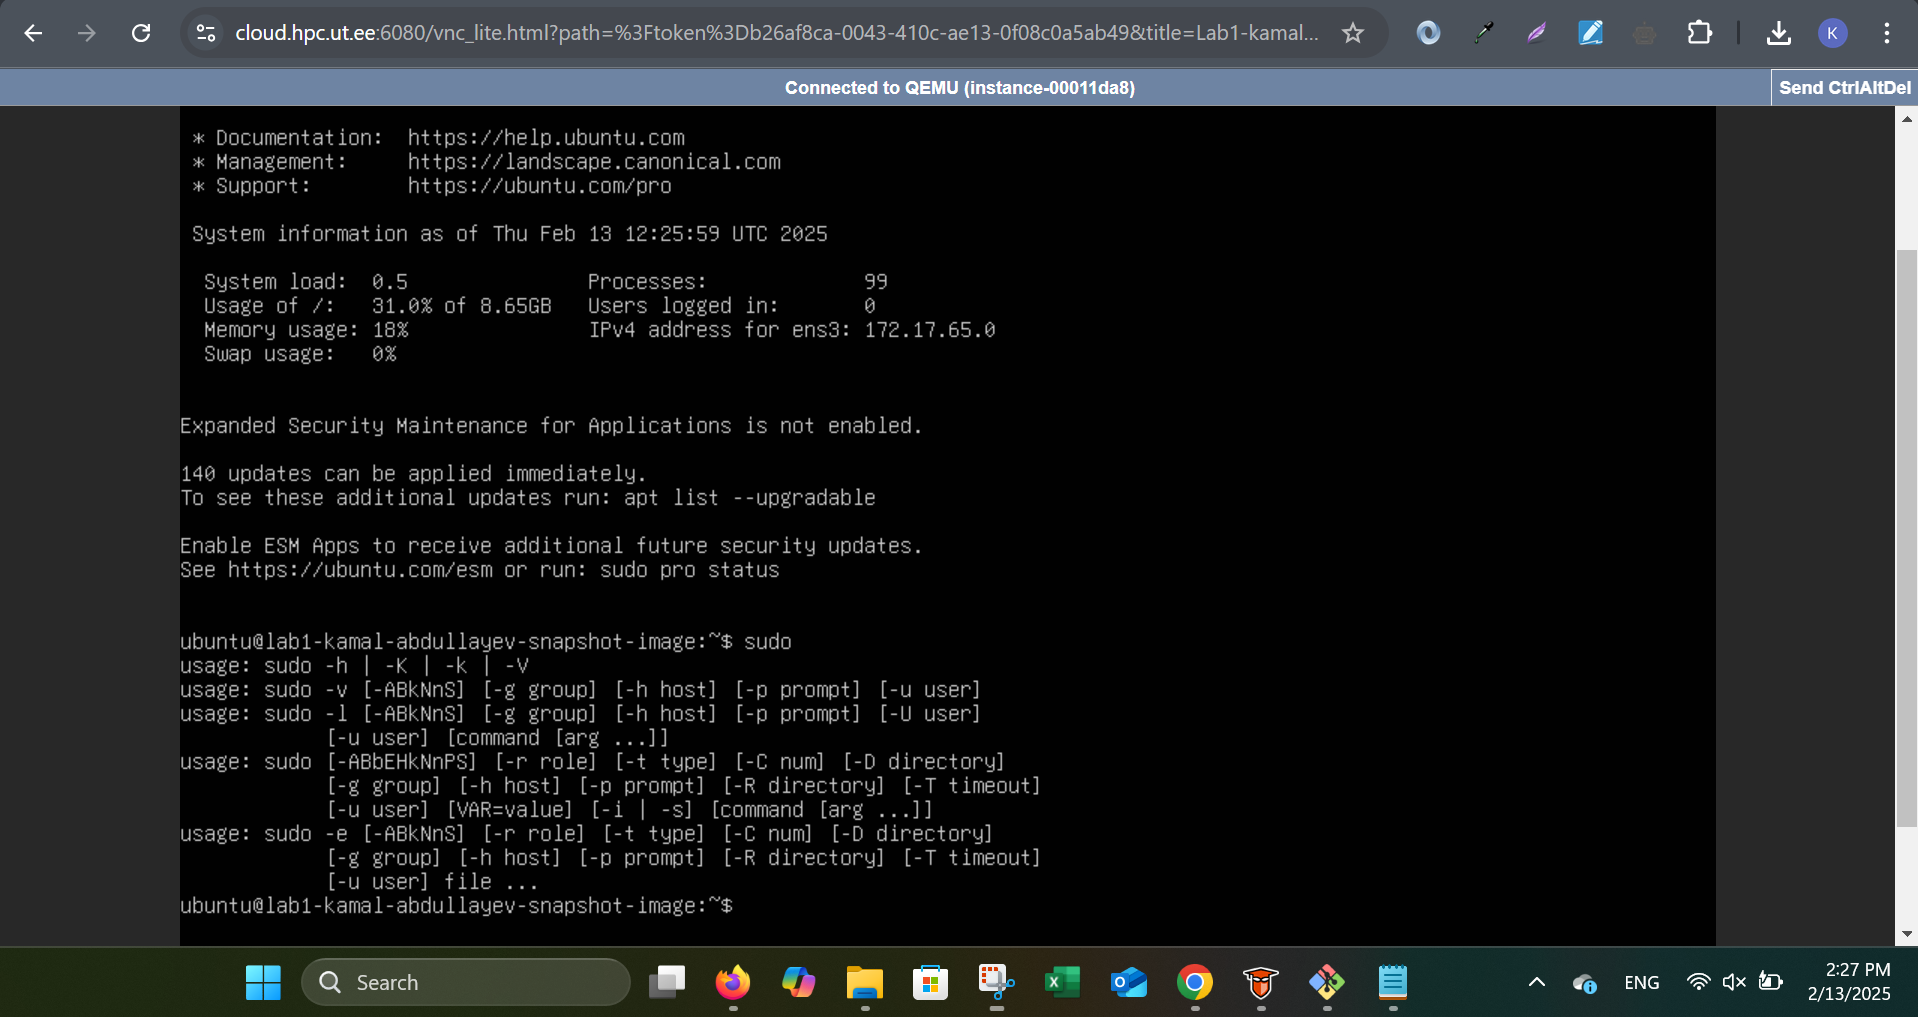 cloud.hpc.ut.ee:6080/vnc_lite.html?path=%3Ftoken%3Db26af8ca-0043-410c-ae13-0f08c0a5ab49&title=Lab1-kamal...
K
Connected to QEMU (instance-00011da8)
Send CtrlAltDel
* Documentation:  https://help.ubuntu.com
* Management:     https://landscape.canonical.com
* Support:        https://ubuntu.com/pro
System information as of Thu Feb 13 12:25:59 UTC 2025
System load:  0.5               Processes:             99
Usage of /:   31.0% of 8.65GB   Users logged in:       0
Memory usage: 18%               IPv4 address for ens3: 172.17.65.0
Swap usage:   0%
Expanded Security Maintenance for Applications is not enabled.
140 updates can be applied immediately.
To see these additional updates run: apt list --upgradable
Enable ESM Apps to receive additional future security updates.
See https://ubuntu.com/esm or run: sudo pro status
ubuntu@lab1-kamal-abdullayev-snapshot-image:~$ sudo
usage: sudo -h | -K | -k | -V
usage: sudo -v [-ABkNnS] [-g group] [-h host] [-p prompt] [-u user]
usage: sudo -l [-ABkNnS] [-g group] [-h host] [-p prompt] [-U user]
[-u user] [command [arg ...]]
usage: sudo [-ABbEHkNnPS] [-r role] [-t type] [-C num] [-D directory]
[-g group] [-h host] [-p prompt] [-R directory] [-T timeout]
[-u user] [VAR=value] [-i | -s] [command [arg ...]]
usage: sudo -e [-ABkNnS] [-r role] [-t type] [-C num] [-D directory]
[-g group] [-h host] [-p prompt] [-R directory] [-T timeout]
[-u user] file ...
ubuntu@lab1-kamal-abdullayev-snapshot-image:~$
Search
ENG
2:27 PM
2/13/2025